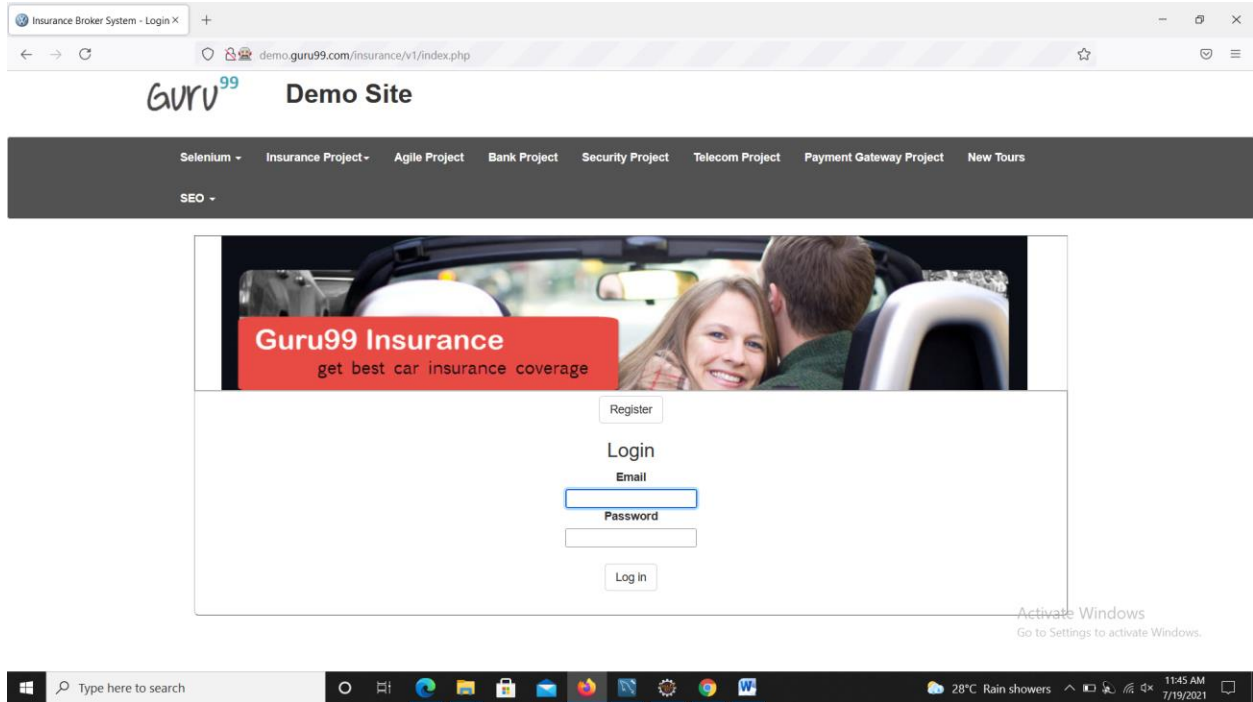 Insurance Broker System - Login
demo.guru99.com/insurance/v1/index.php
Guru99 Demo Site
Selenium Insurance Project Agile Project Bank Project Security Project Telecom Project Payment Gateway Project New Tours
SEO
Guru99 Insurance
get best car insurance coverage
Register
Login
Email
Password
Log in
Activate Windows
Go to Settings to activate Windows.
Type here to search
28°C Rain showers
11:45 AM
7/19/2021